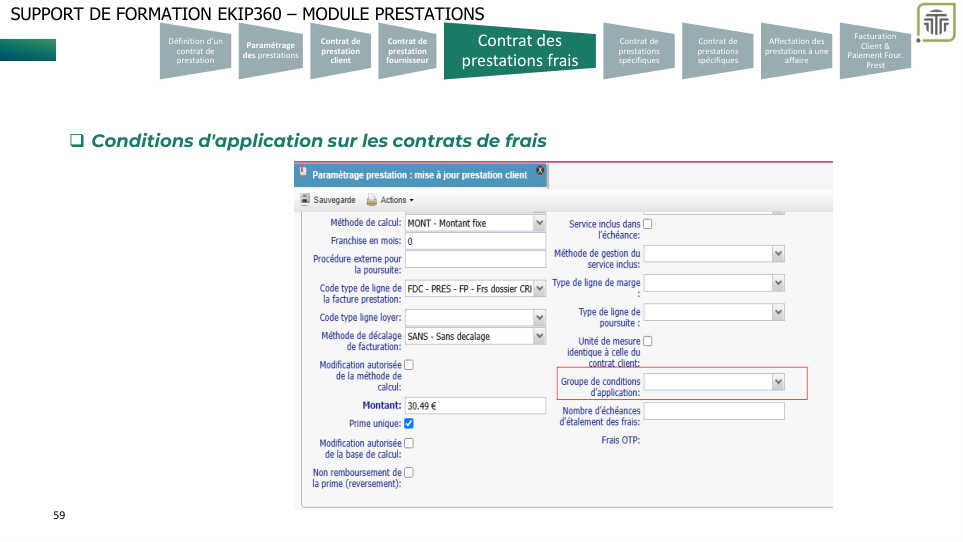 SUPPORT DE FORMATION EKIP360 – MODULE PRESTATIONS
Définition d'un
contrat de
prestation
Paramétrage
des prestations
Contrat de
prestation
client
Contrat de
prestation
fournisseur
Contrat des
prestations frais
Contrat de
prestations
spécifiques
Contrat de
prestations
spécifiques
Affectation des
prestations à une
affaire
Facturation
Client &
Paiement Four.
Prest
Conditions d'application sur les contrats de frais
Paramétrage prestation : mise à jour prestation client
X
Sauvegarde
Actions
Méthode de calcul: MONT - Montant fixe
Franchise en mois: 0
Procédure externe pour
la poursuite:
Code type de ligne de
la facture prestation: FDC - PRES - FP - Frs dossier CRI
Code type ligne loyer:
Méthode de décalage
de facturation: SANS - Sans decalage
Modification autorisée
de la méthode de
calcul:
Montant: 30.49 €
Prime unique:
Modification autorisée
de la base de calcul:
Non remboursement de
la prime (reversement):
Service inclus dans
l'échéance:
Méthode de gestion du
service inclus:
Type de ligne de marge
:
Type de ligne de
poursuite :
Unité de mesure
identique à celle du
contrat client:
Groupe de conditions
d'application:
Nombre d'échéances
d'étalement des frais:
Frais OTP:
59